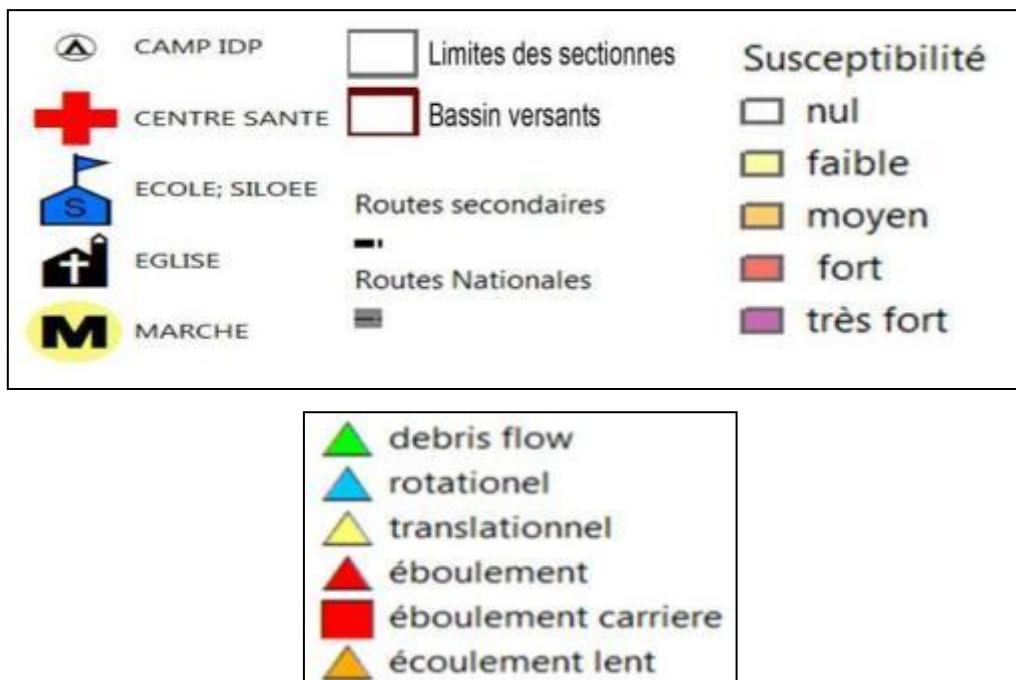 CAMP IDP
CENTRE SANTE
S
ECOLE; SILOEE
EGLISE
M
MARCHE
Limites des sectionnes
Bassin versants
Routes secondaires
Routes Nationales
Susceptibilité
nul
faible
moyen
fort
très fort
debris flow
rotationel
translationnel
éboulement
éboulement carriere
écoulement lent